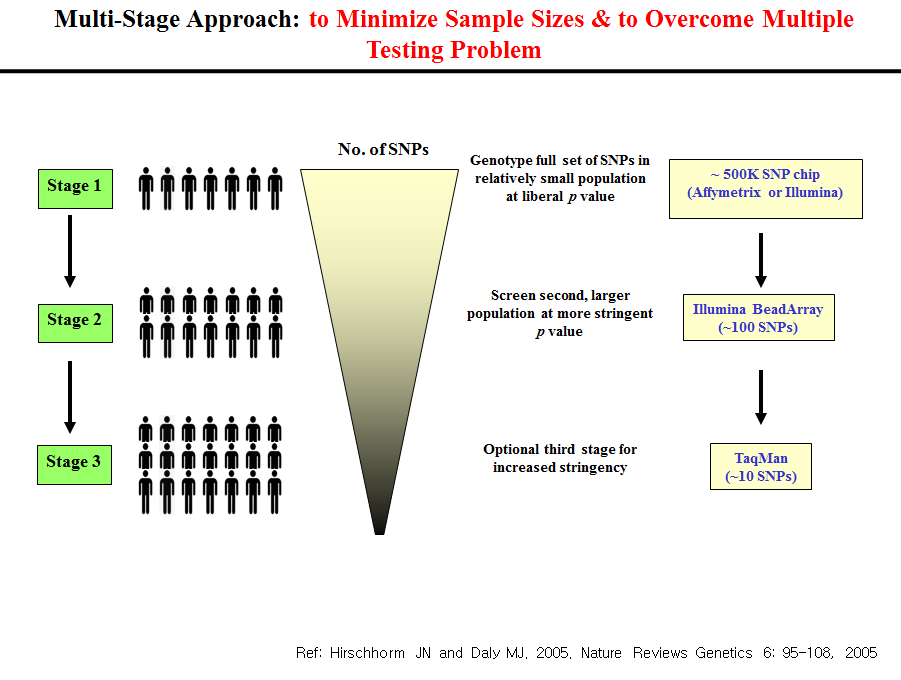 Multi-Stage Approach: to Minimize Sample Sizes & to Overcome Multiple
Testing Problem
No. of SNPs
Stage 1
Genotype full set of SNPs in
relatively small population
at liberal p value
~ 500K SNP chip
(Affymetrix or Illumina)
Stage 2
Screen second, larger
population at more stringent
p value
Illumina BeadArray
(~100 SNPs)
Stage 3
Optional third stage for
increased stringency
TaqMan
(~10 SNPs)
Ref: Hirschhorm JN and Daly MJ, 2005, Nature Reviews Genetics 6: 95-108, 2005